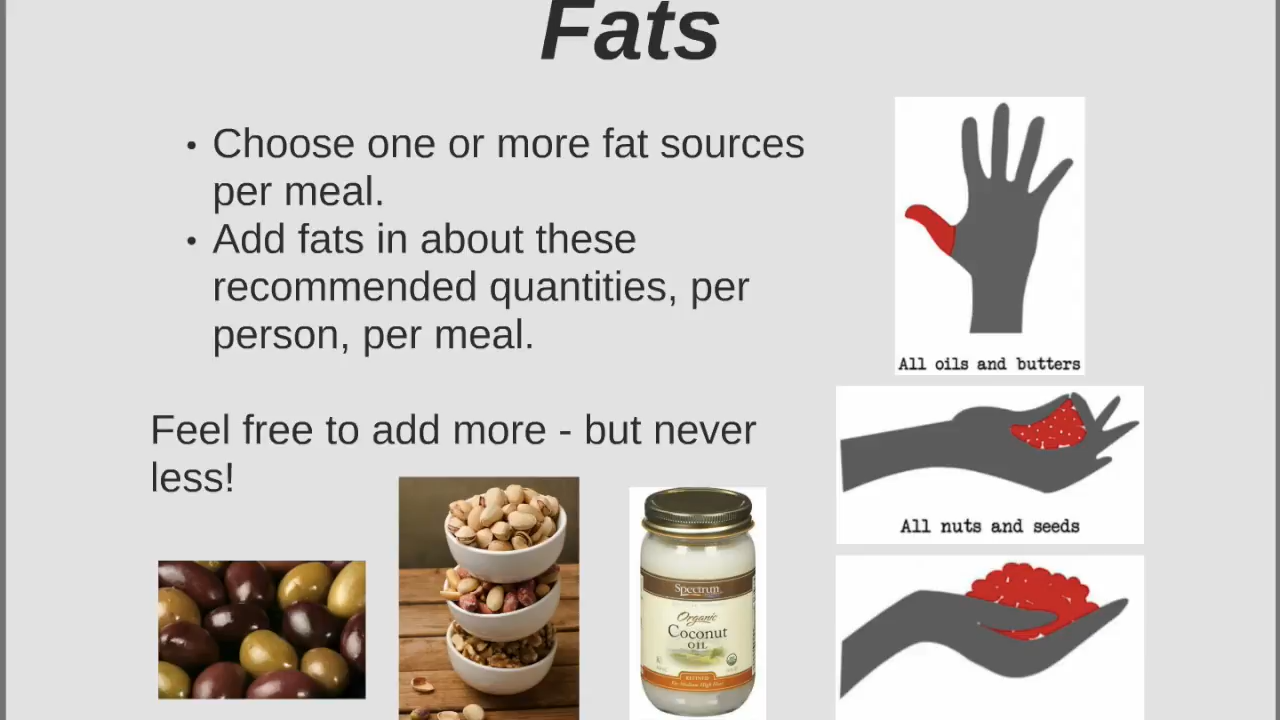 Fats
• Choose one or more fat sources
per meal.
• Add fats in about these
recommended quantities, per
person, per meal.
Feel free to add more - but never
less!
All oils and butters
All nuts and seeds
Spectrum
Organic
Coconut
OIL
REFINED